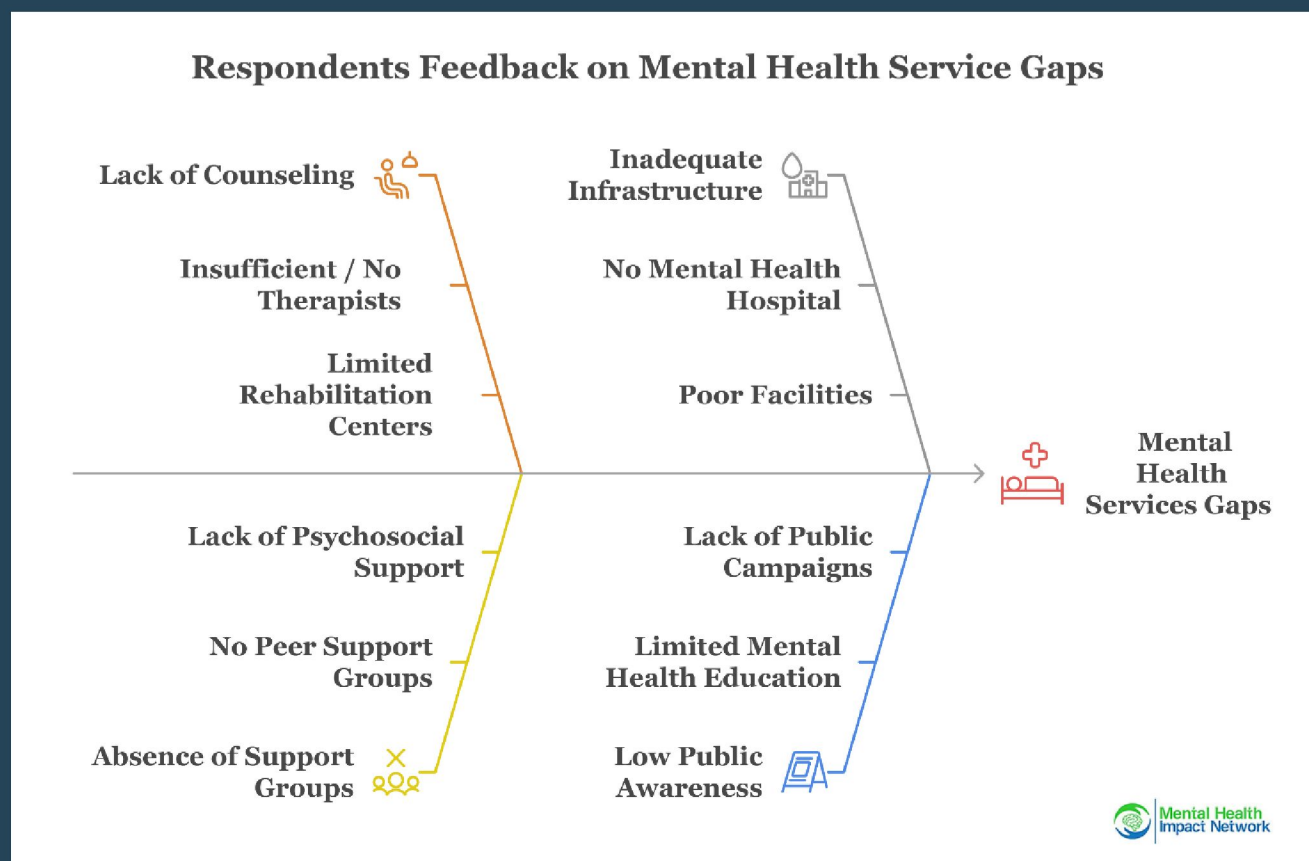 Respondents Feedback on Mental Health Service Gaps
Lack of Counseling
Insufficient / No
Therapists
Limited
Rehabilitation
Centers
Inadequate
Infrastructure
No Mental Health
Hospital
Poor Facilities
Mental
Health
Services Gaps
Lack of Psychosocial
Support
No Peer Support
Groups
Absence of Support
Groups
Lack of Public
Campaigns
Limited Mental
Health Education
Low Public
Awareness
Mental Health
Impact Network